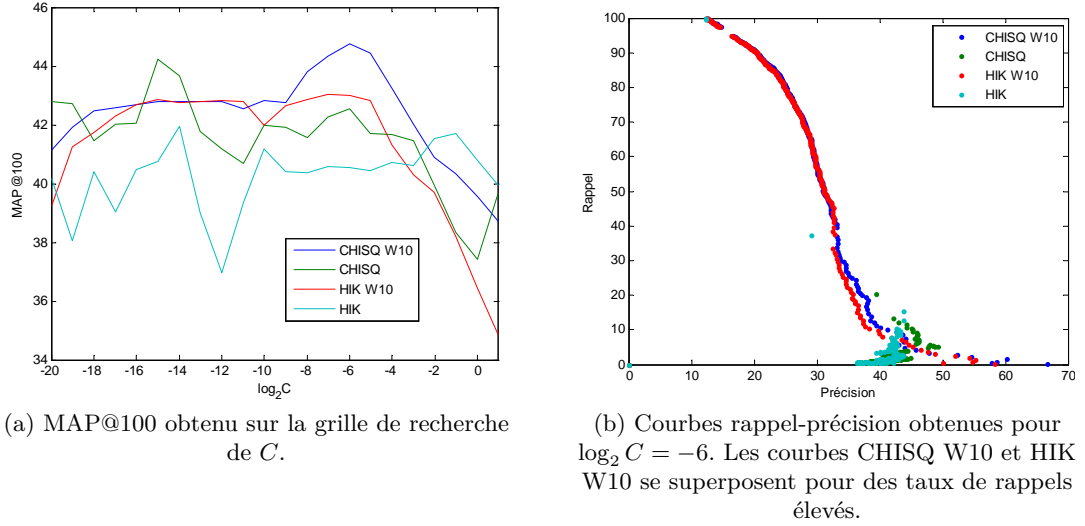 46
44
42
40
38
36
34
MAP @100
-20
-18
-16
-14
-12
-10
-8
-6
-4
-2
0
log2C
CHISQ W10
CHISQ
HIK W10
HIK
(a) MAP@100 obtenu sur la grille de recherche
de C.
100
90
80
70
60
50
40
30
20
10
0
Rappel
0
10
20
30
40
50
60
70
Précision
CHISQ W10
CHISQ
HIK W10
HIK
(b) Courbes rappel-précision obtenues pour
log₂ C = −6. Les courbes CHISQ W10 et HIK
W10 se superposent pour des taux de rappels
élevés.